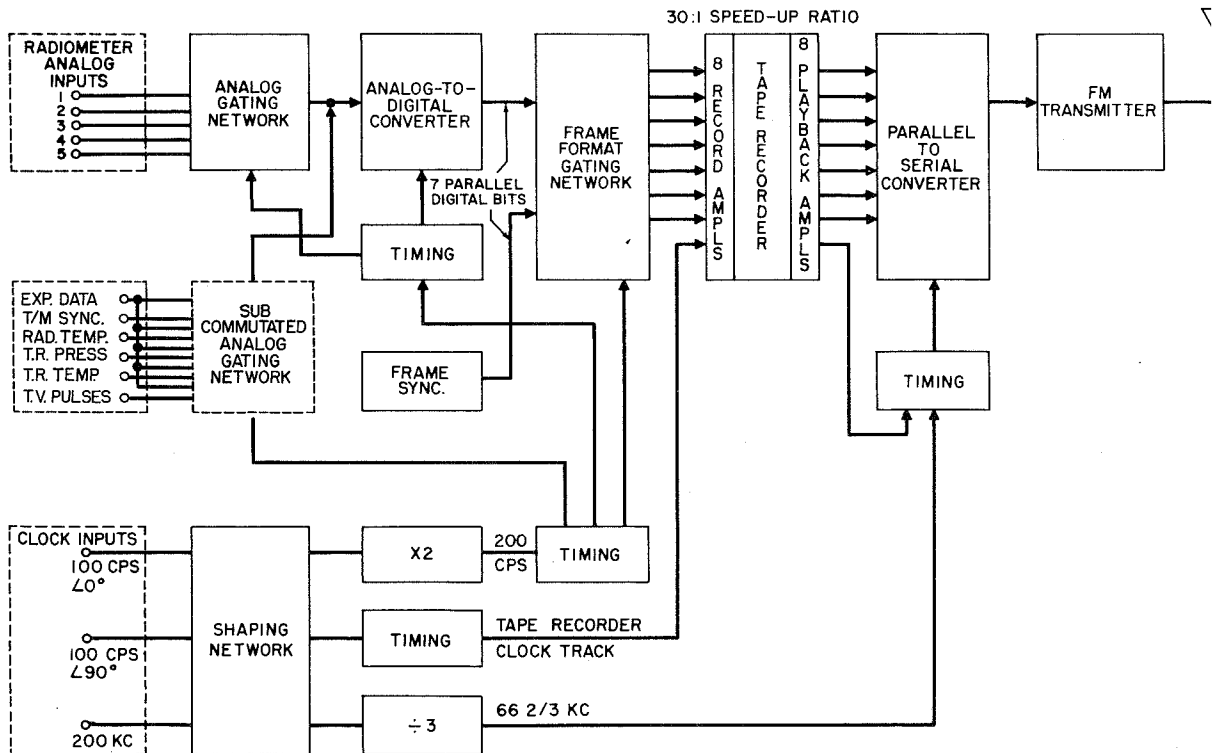 30:1 SPEED-UP RATIO
RADIOMETER
ANALOG
INPUTS
1
2
3
4
5
ANALOG
GATING
NETWORK
ANALOG-TO-
DIGITAL
CONVERTER
7 PARALLEL
DIGITAL BITS
FRAME
FORMAT
GATING
NETWORK
8 RECORD AMPLS
TAPE RECORDER
8 PLAYBACK AMPLS
PARALLEL
TO
SERIAL
CONVERTER
FM
TRANSMITTER
TIMING
EXP. DATA
T/M SYNC.
RAD. TEMP.
T.R. PRESS
T.R. TEMP.
T.V. PULSES
SUB
COMMUTATED
ANALOG
GATING
NETWORK
FRAME
SYNC.
TIMING
CLOCK INPUTS
100 CPS
∠0°
100 CPS
∠90°
200 KC
SHAPING
NETWORK
X2
200
CPS
TIMING
TIMING
TAPE RECORDER
CLOCK TRACK
÷3
66 2/3 KC